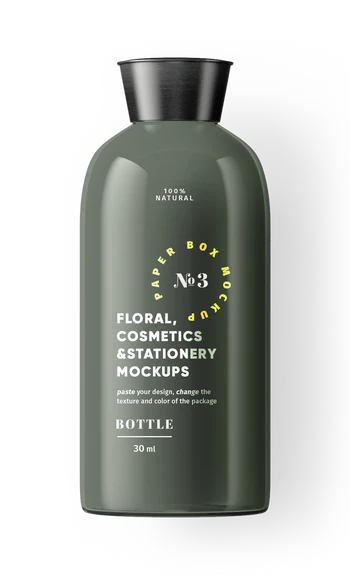 100%
NATURAL
PAPER BOX MOCKUP
№3
FLORAL,
COSMETICS
&STATIONERY
MOCKUPS
paste your design, change the
texture and color of the package
BOTTLE
30 ml